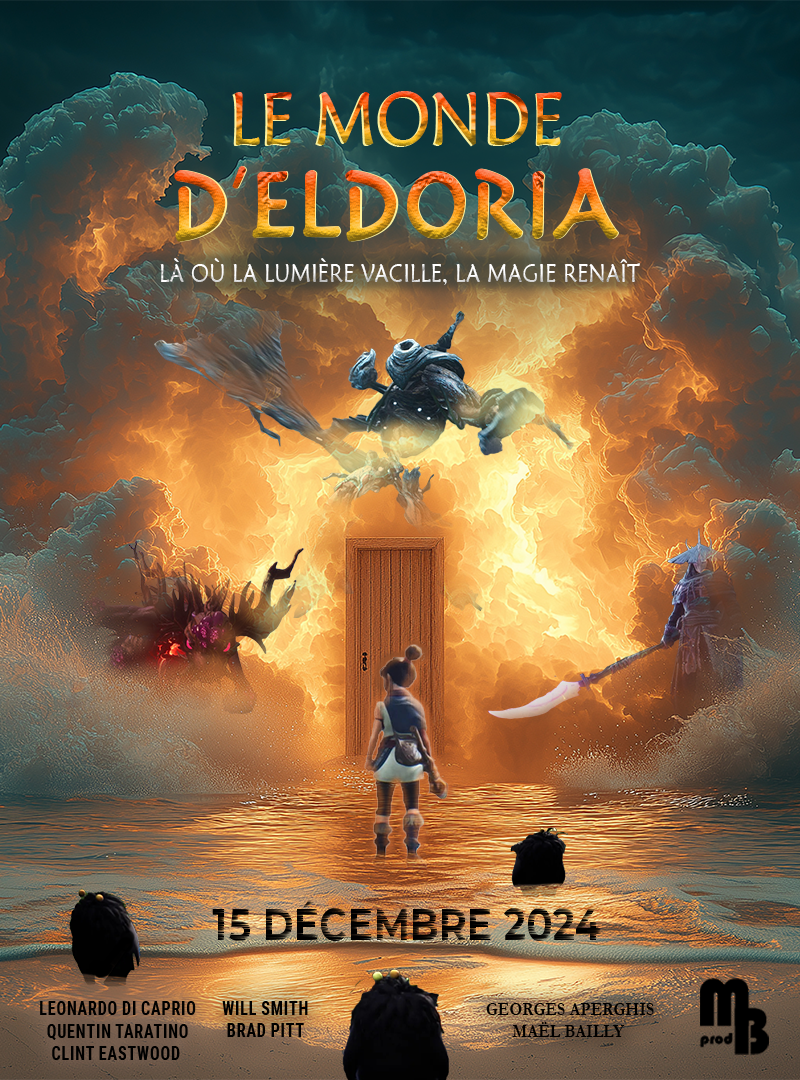 LE MONDE
D'ELDORIA
LÀ OÙ LA LUMIÈRE VACILLE, LA MAGIE RENAÎT
15 DÉCEMBRE 2024
LEONARDO DI CAPRIO
QUENTIN TARATINO
CLINT EASTWOOD
WILL SMITH
BRAD PITT
GEORGES APERGHIS
MAËL BAILLY
MB
prod